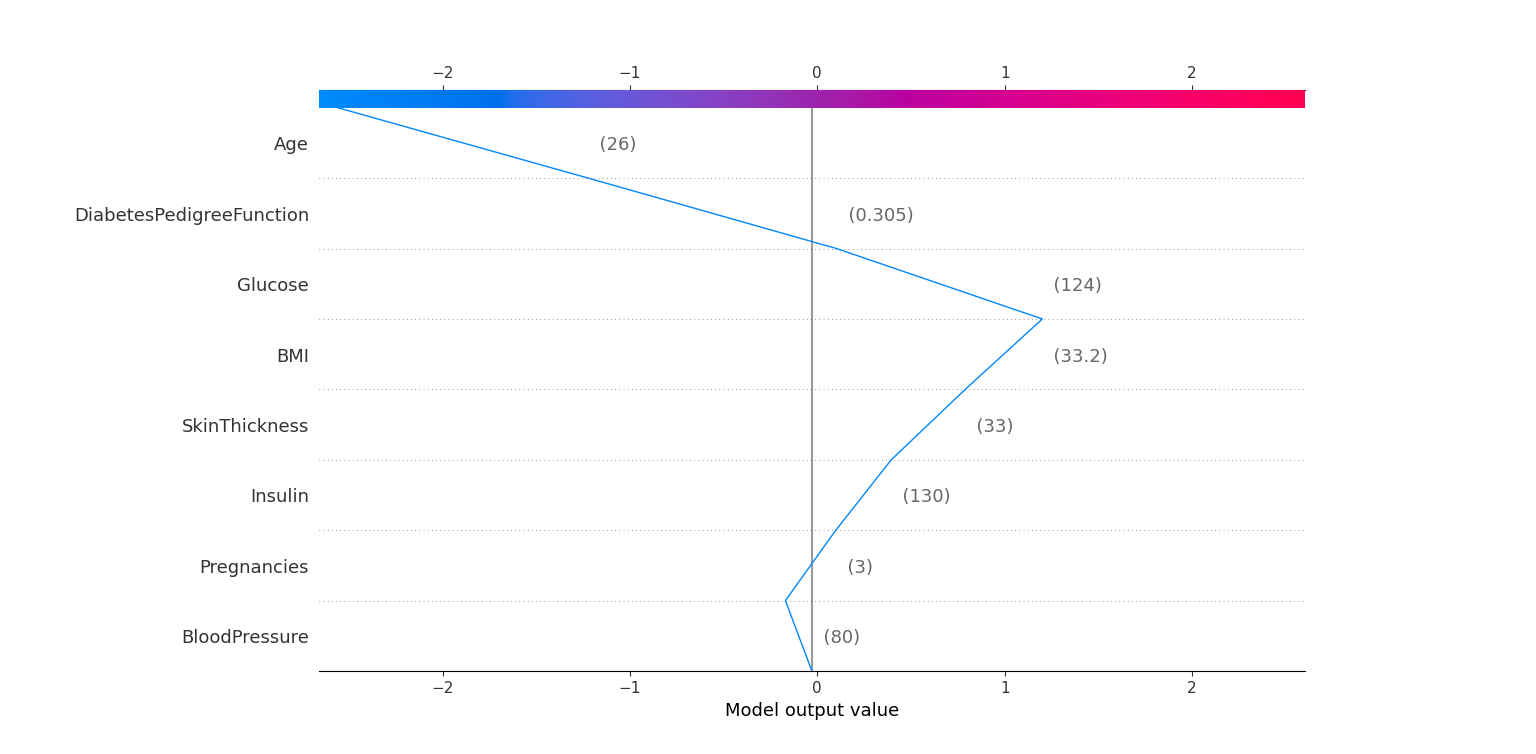 −2 −1 0 1 2
Age (26)
DiabetesPedigreeFunction (0.305)
Glucose (124)
BMI (33.2)
SkinThickness (33)
Insulin (130)
Pregnancies (3)
BloodPressure (80)
−2 −1 0 1 2
Model output value